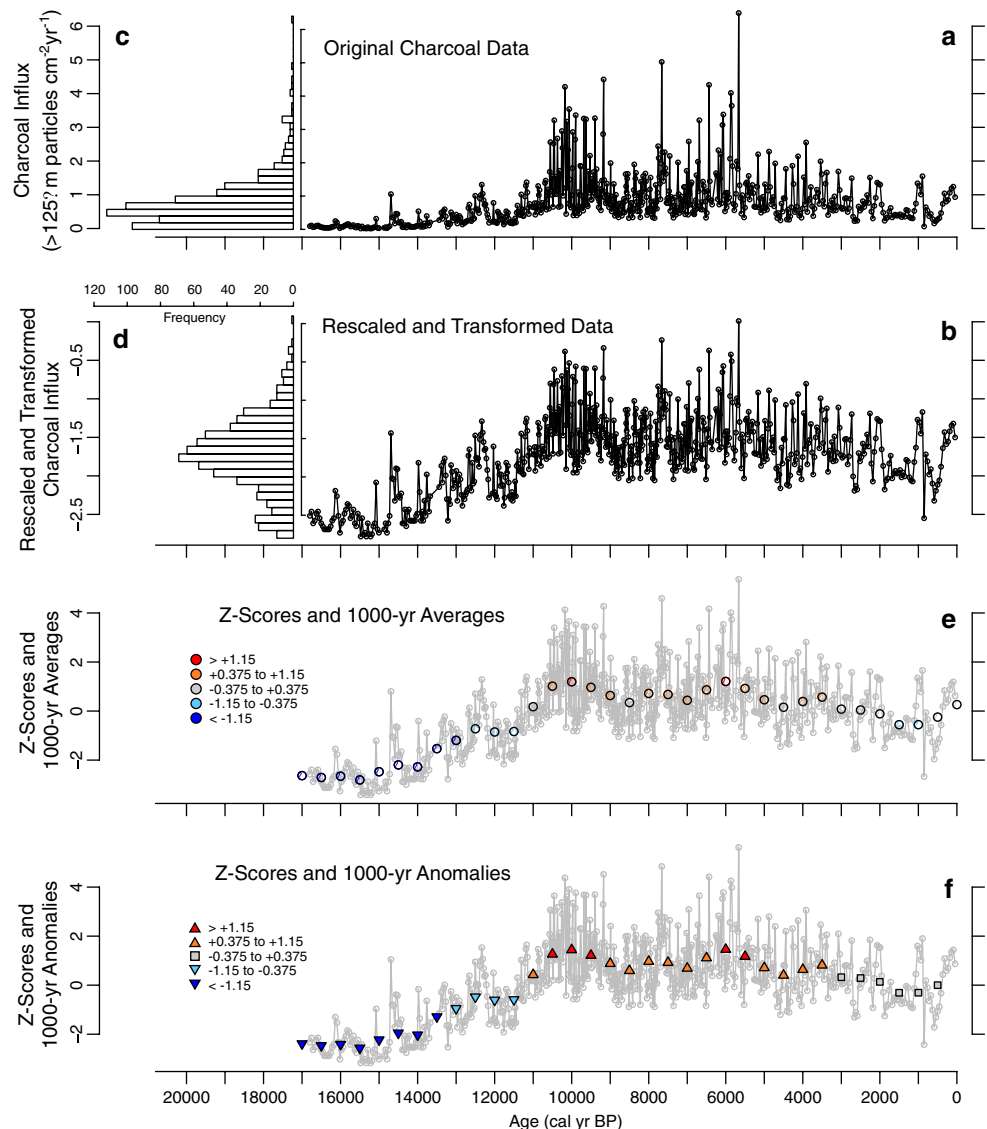 c
Original Charcoal Data
a
Charcoal Influx
(>125? m particles cm-2yr-1)
6
5
4
3
2
1
0
120 100 80 60 40 20 0
Frequency
d
Rescaled and Transformed Data
b
Rescaled and Transformed
Charcoal Influx
-0.5
-1.5
-2.5
Z-Scores and 1000-yr Averages
e
Z-Scores and
1000-yr Averages
4
2
0
-2
> +1.15
+0.375 to +1.15
-0.375 to +0.375
-1.15 to -0.375
< -1.15
Z-Scores and 1000-yr Anomalies
f
Z-Scores and
1000-yr Anomalies
4
2
0
-2
> +1.15
+0.375 to +1.15
-0.375 to +0.375
-1.15 to -0.375
< -1.15
20000 18000 16000 14000 12000 10000 8000 6000 4000 2000 0
Age (cal yr BP)